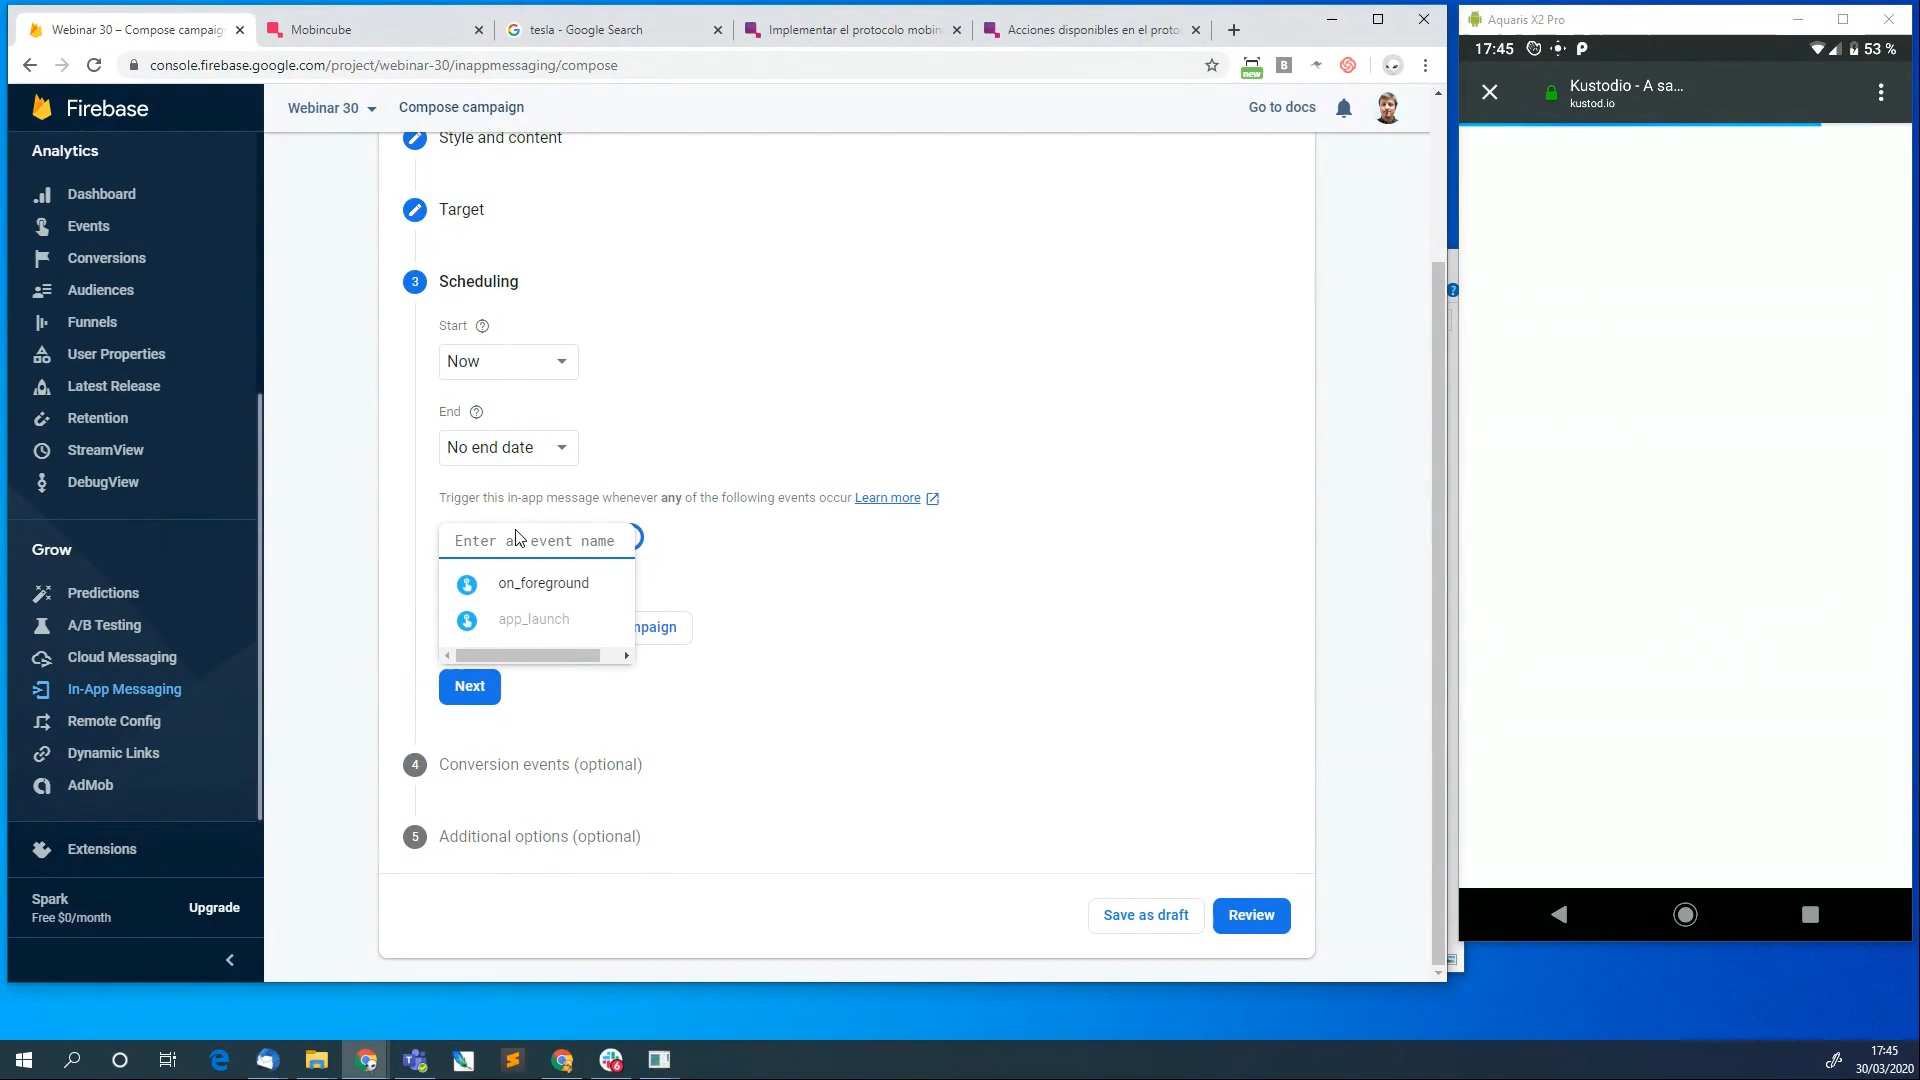 Webinar 30 – Compose campaig
Mobincube
tesla - Google Search
Implementar el protocolo mobin
Acciones disponibles en el proto
console.firebase.google.com/project/webinar-30/inappmessaging/compose
new
B
Firebase
Webinar 30
Compose campaign
Go to docs
Analytics
Dashboard
Events
Conversions
Audiences
Funnels
User Properties
Latest Release
Retention
StreamView
DebugView
Grow
Predictions
A/B Testing
Cloud Messaging
In-App Messaging
Remote Config
Dynamic Links
AdMob
Extensions
Spark
Free $0/month
Upgrade
Style and content
Target
3 Scheduling
Start
Now
End
No end date
Trigger this in-app message whenever any of the following events occur Learn more
Enter a event name
on_foreground
app_launch
mpaign
Next
4 Conversion events (optional)
5 Additional options (optional)
Save as draft
Review
Aquaris X2 Pro
17:45
53 %
Kustodio - A sa...
kustod.io
6
17:45
30/03/2020